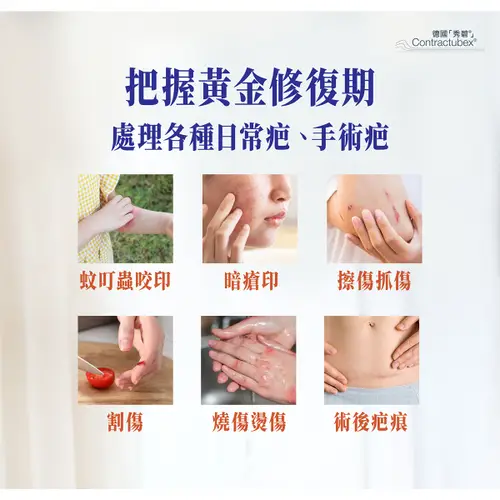 德國「秀碧®」
Contractubex®
把握黃金修復期
處理各種日常疤、手術疤
蚊叮蟲咬印
暗瘡印
擦傷抓傷
割傷
燒傷燙傷
術後疤痕